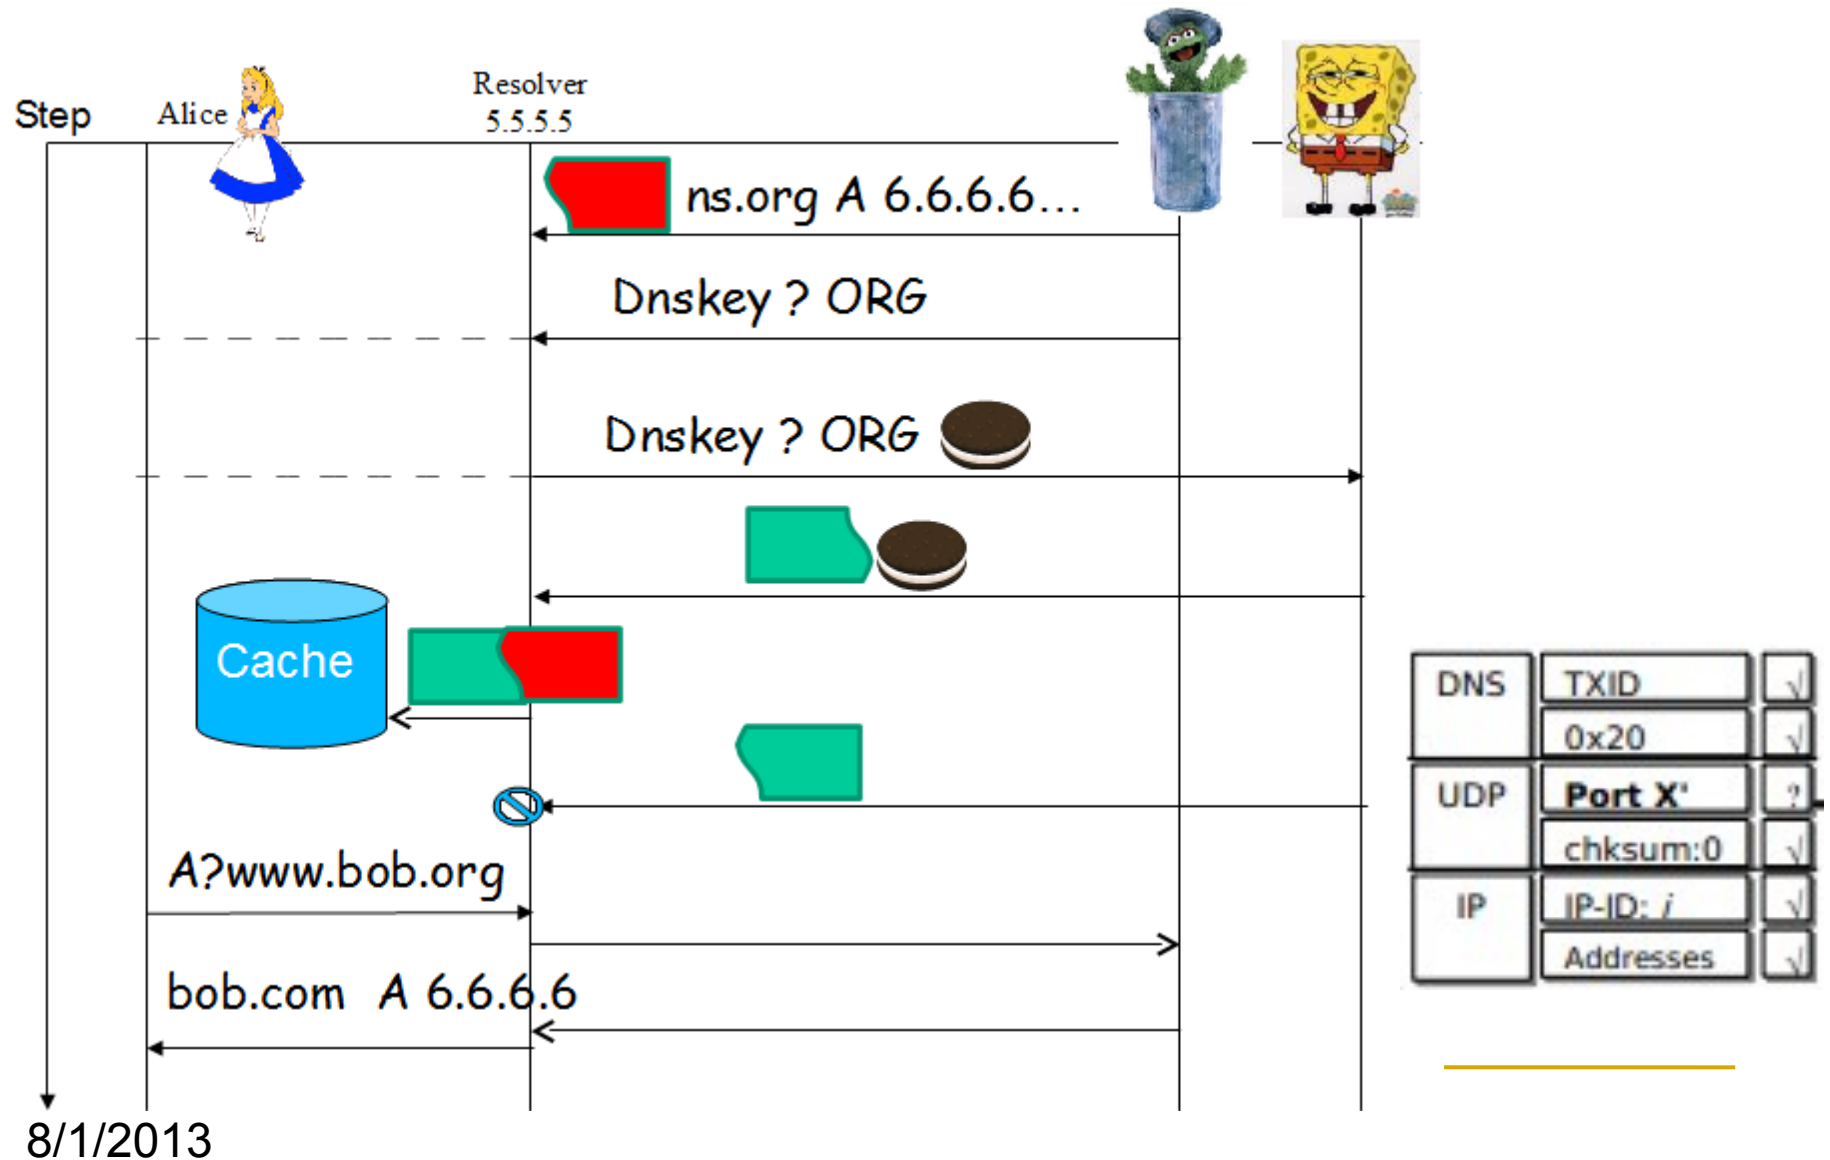 Step
Alice
Resolver
5.5.5.5
ns.org A 6.6.6.6...
Dnskey ? ORG
Dnskey ? ORG
Cache
A?www.bob.org
bob.com A 6.6.6.6
DNS TXID √
0x20 √
UDP Port X' ?
chksum:0 √
IP IP-ID: i √
Addresses √
8/1/2013